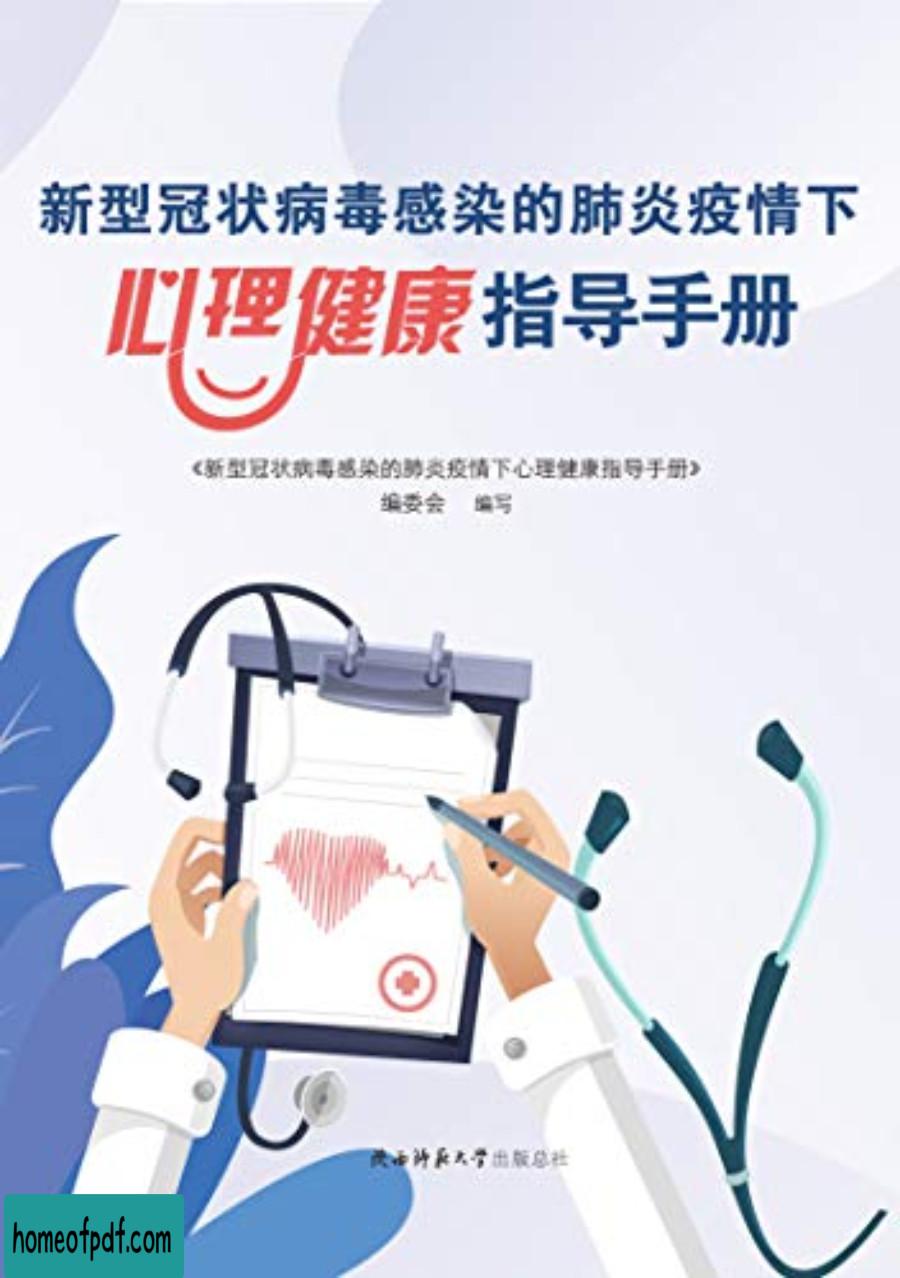 新型冠状病毒感染的肺炎疫情下
心理健康指导手册
《新型冠状病毒感染的肺炎疫情下心理健康指导手册》
编委会 编写
陕西师范大学出版总社
homeofpdf.com